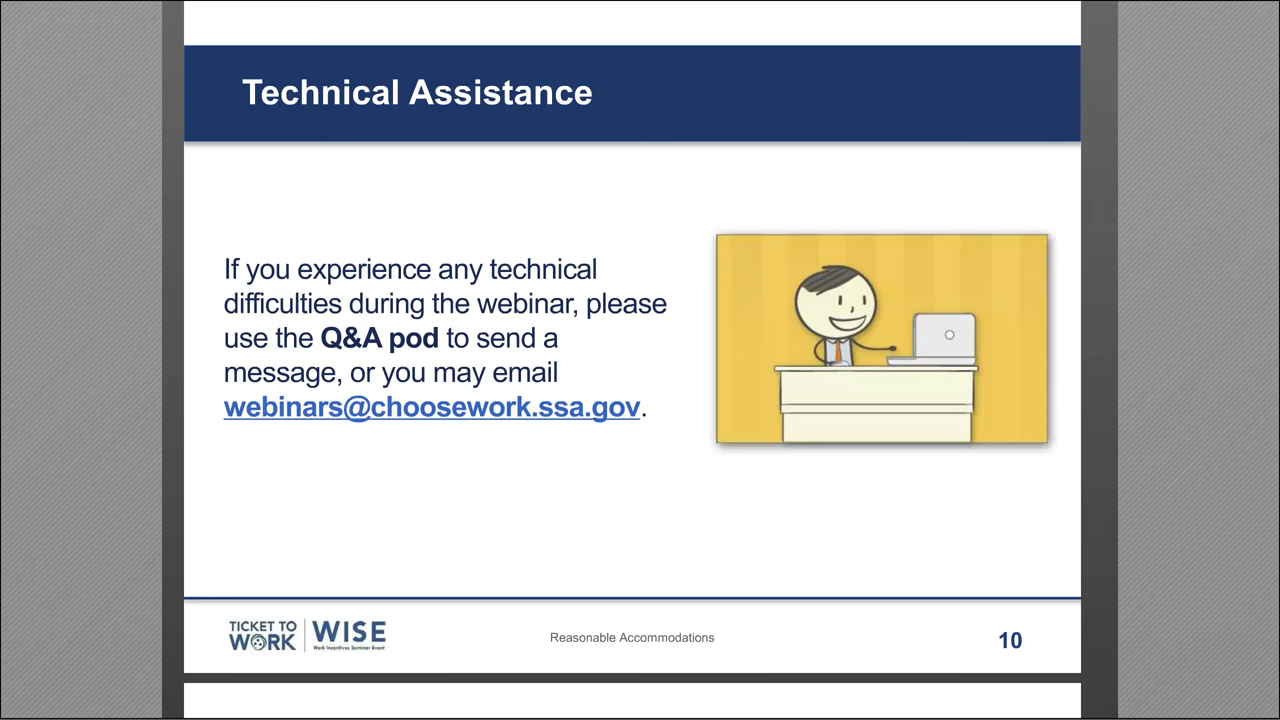 Technical Assistance
If you experience any technical
difficulties during the webinar, please
use the Q&A pod to send a
message, or you may email
webinars@choosework.ssa.gov.
TICKET TO
WORK
WISE
Work Incentives Seminar Event
Reasonable Accommodations
10